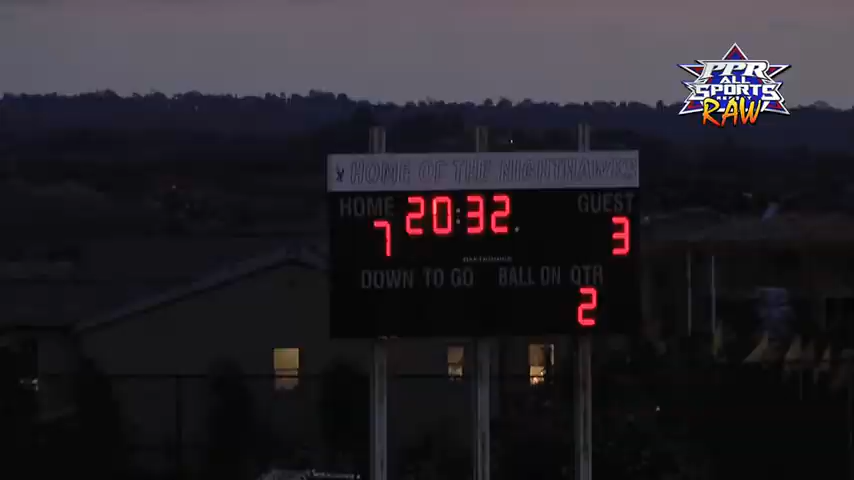 PPR
ALL
SPORTS
RAW
HOME OF THE NIGHTHAWKS
HOME 20:32 GUEST
7 3
DAKTRONICS
DOWN TO GO BALL ON QTR
2